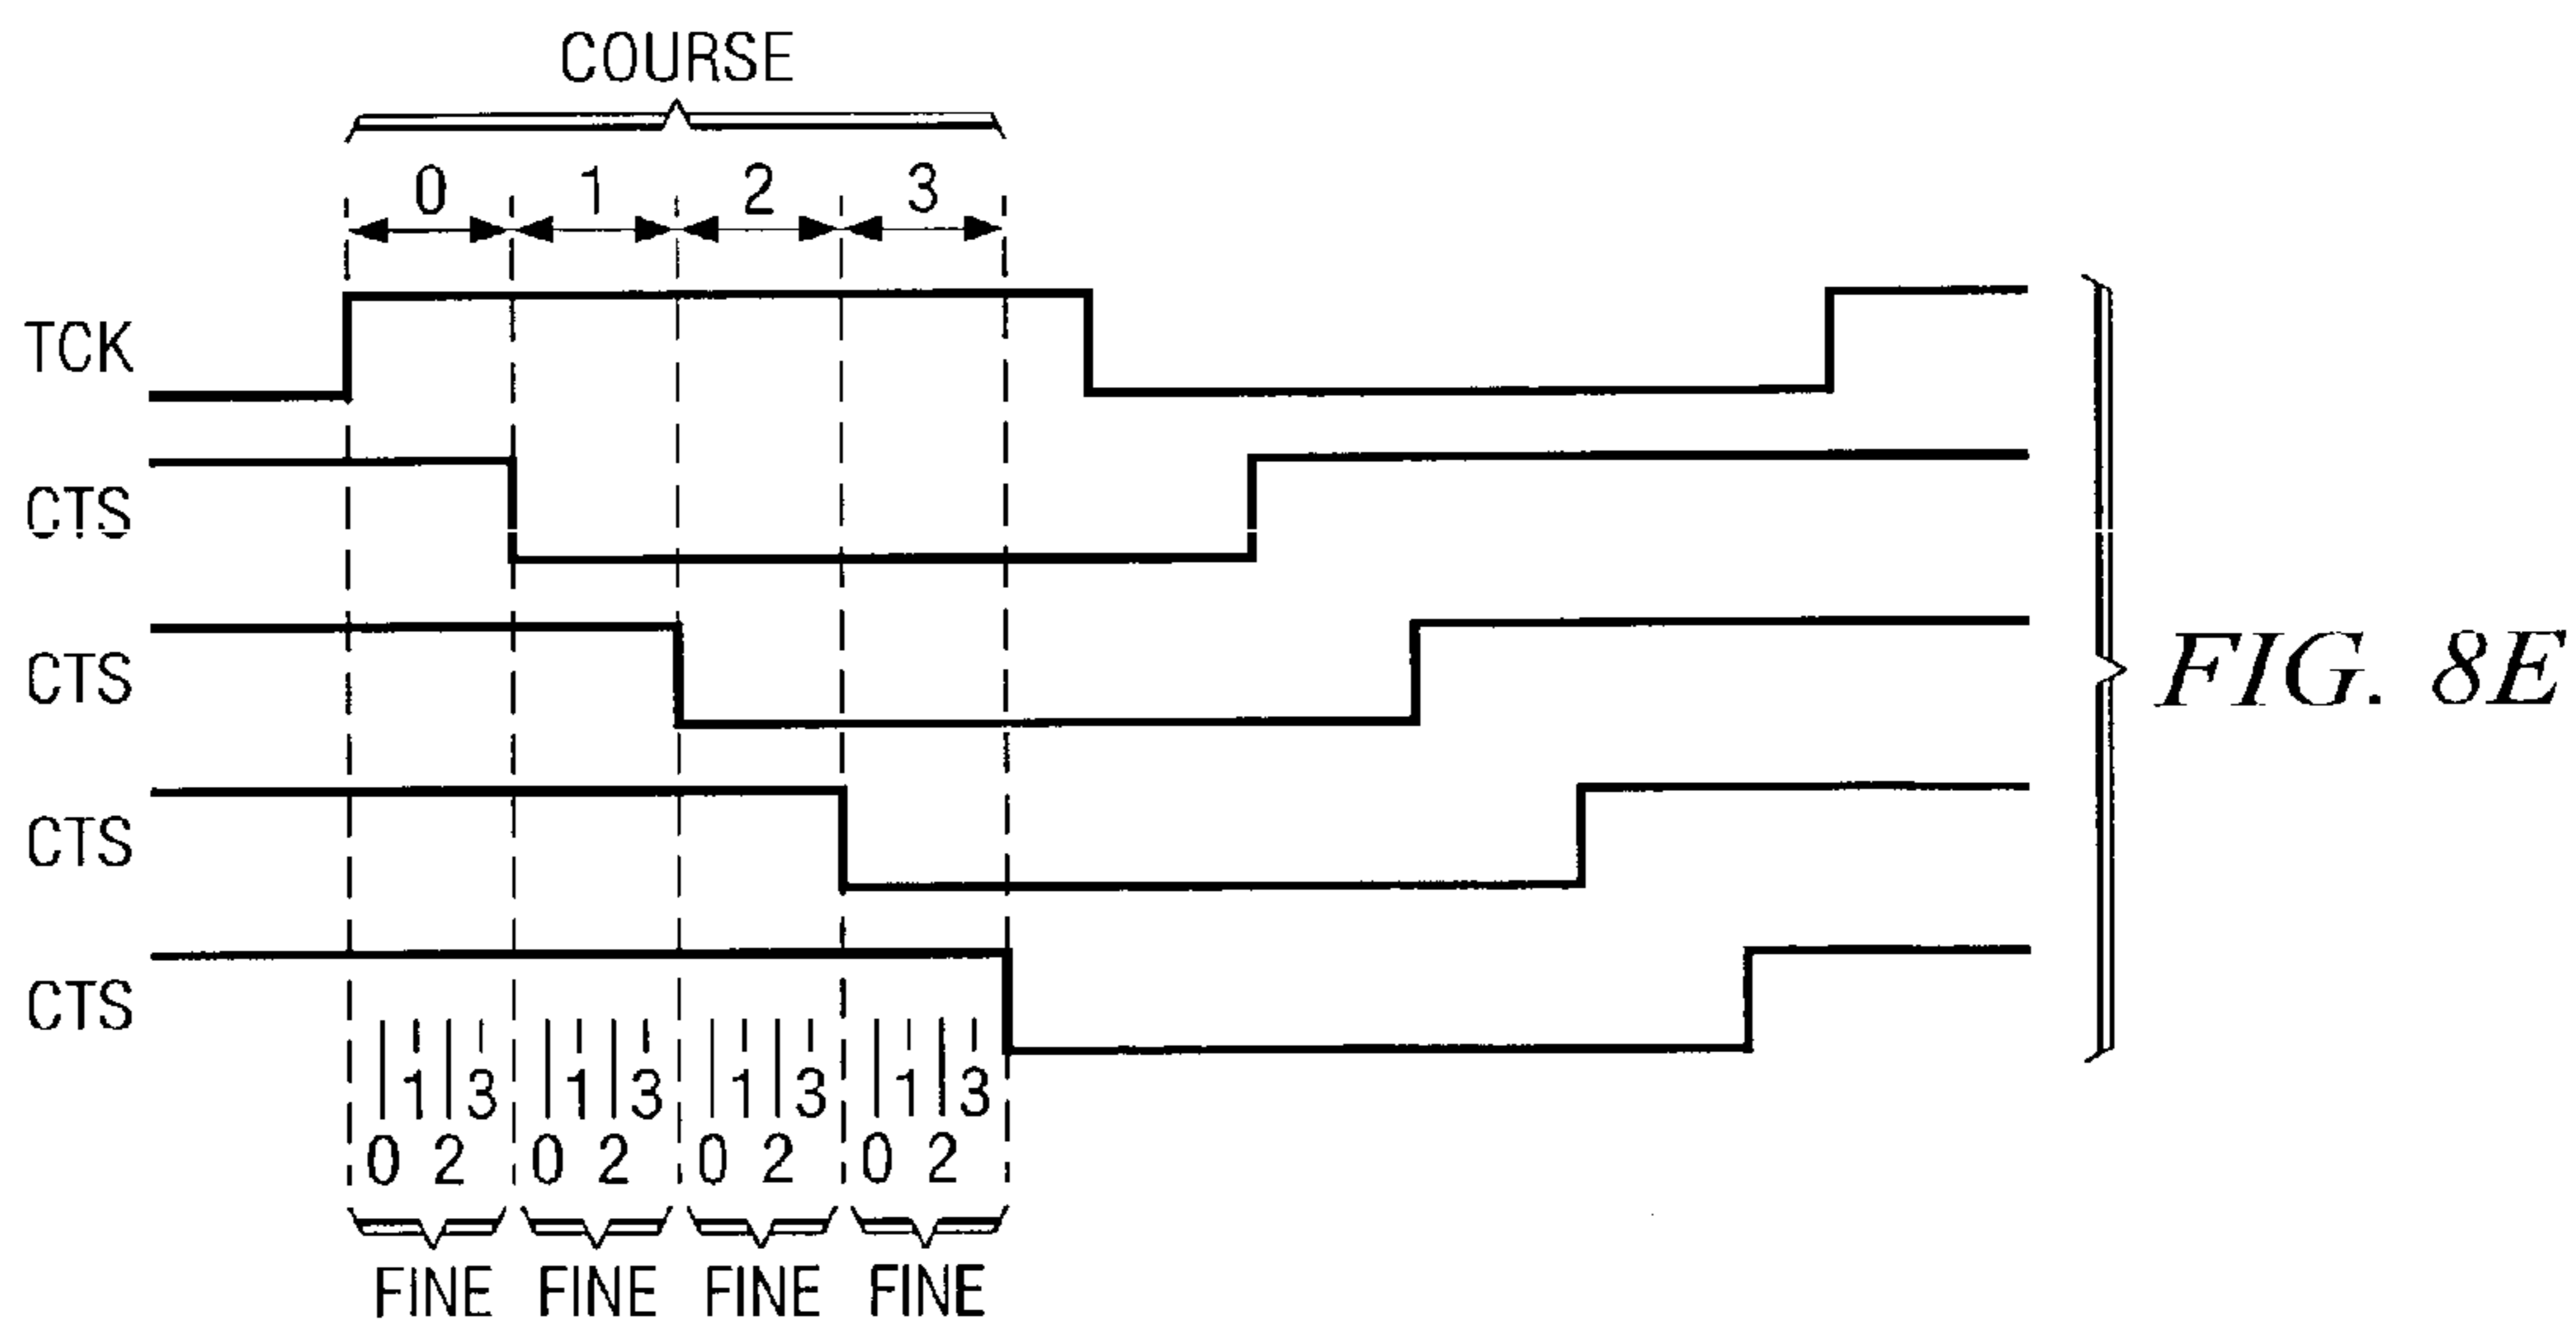 COURSE
0 1 2 3
TCK
CTS
CTS
FIG. 8E
CTS
CTS
1 3 1 3 1 3 1 3
0 2 0 2 0 2 0 2
FINE FINE FINE FINE